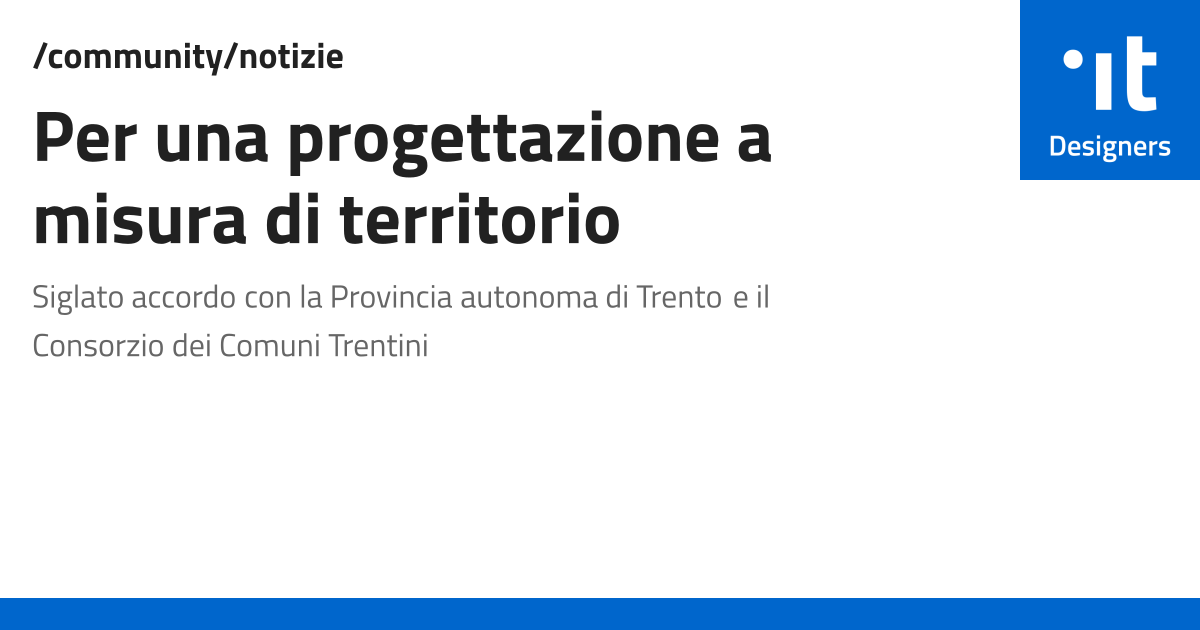 /community/notizie
Per una progettazione a
misura di territorio
Siglato accordo con la Provincia autonoma di Trento e il
Consorzio dei Comuni Trentini
it
Designers